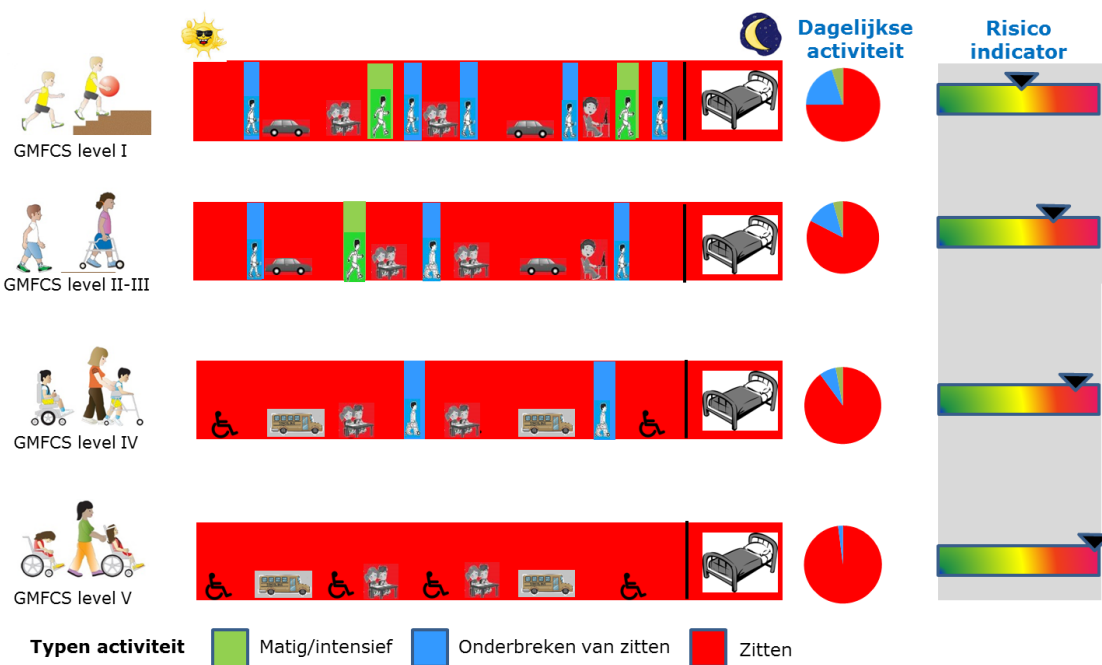 Dagelijkse
activiteit
Risico
indicator
GMFCS level I
GMFCS level II-III
GMFCS level IV
GMFCS level V
Typen activiteit
Matig/intensief
Onderbreken van zitten
Zitten